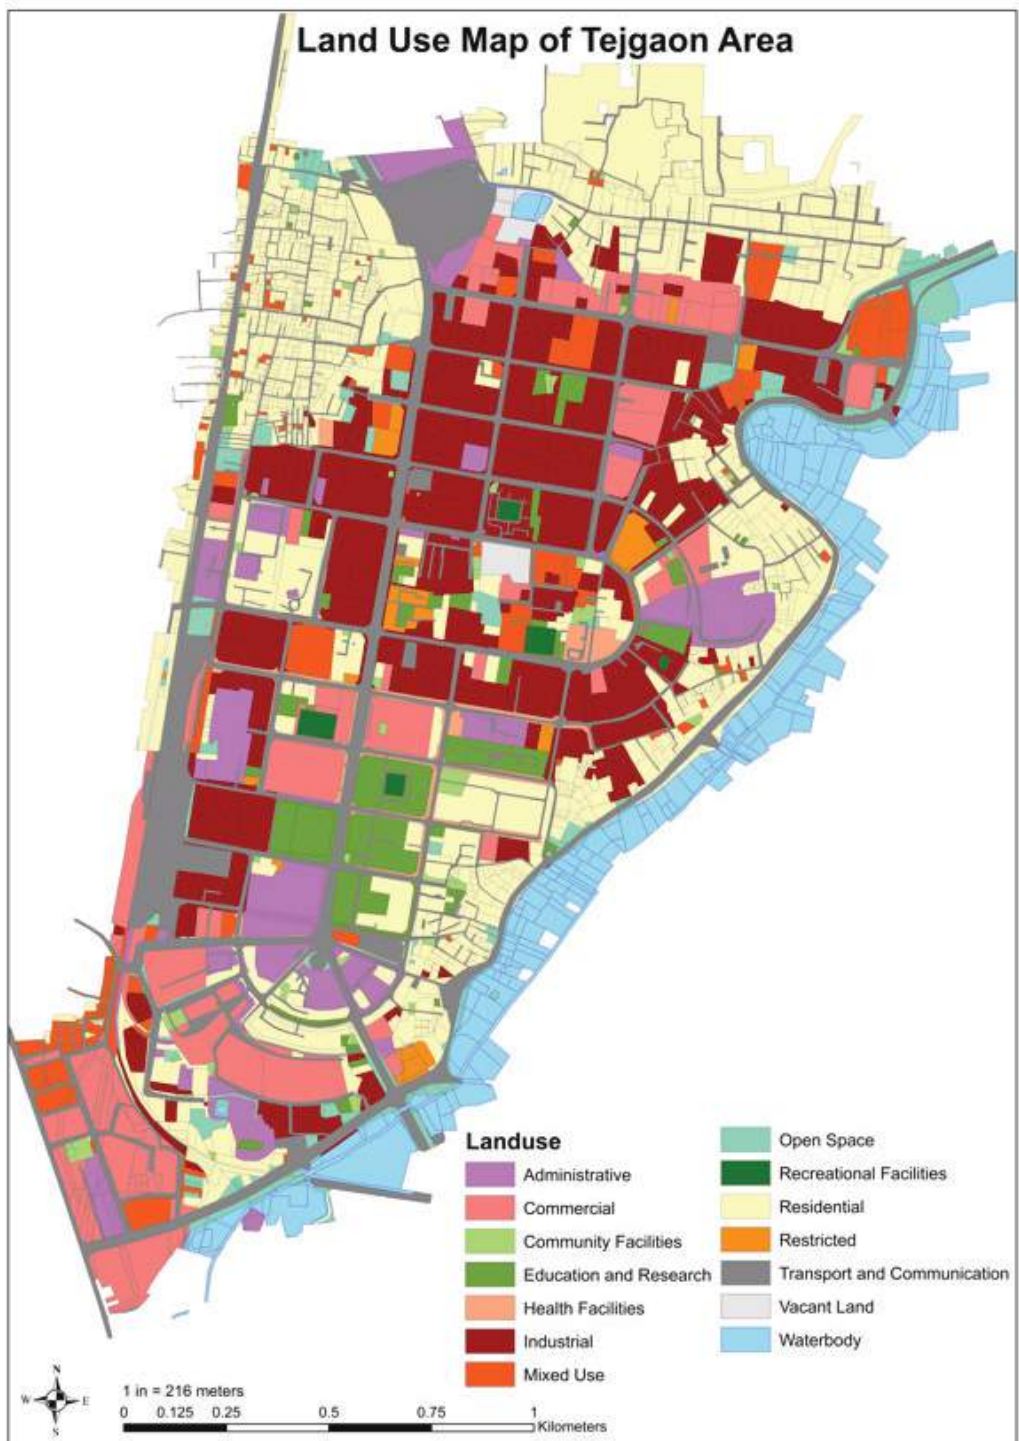 Land Use Map of Tejgaon Area
Landuse
Administrative
Commercial
Community Facilities
Education and Research
Health Facilities
Industrial
Mixed Use
Open Space
Recreational Facilities
Residential
Restricted
Transport and Communication
Vacant Land
Waterbody
N
W E
S
1 in = 216 meters
0 0.125 0.25 0.5 0.75 1
Kilometers